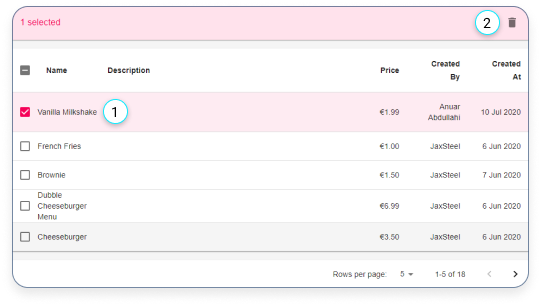 1 selected 2
Name Description Price Created By Created At
Vanilla Milkshake 1 €1.99 Anuar Abdullahi 10 Jul 2020
French Fries €1.00 JaxSteel 6 Jun 2020
Brownie €1.50 JaxSteel 7 Jun 2020
Dubble Cheeseburger Menu €6.99 JaxSteel 6 Jun 2020
Cheeseburger €3.50 JaxSteel 6 Jun 2020
Rows per page: 5 1-5 of 18